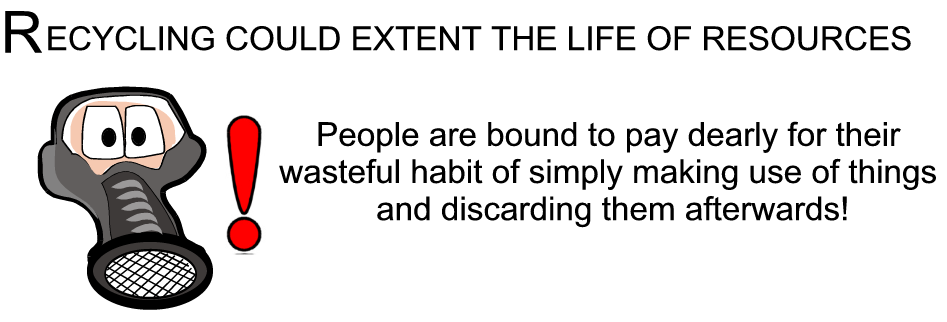 RECYCLING COULD EXTENT THE LIFE OF RESOURCES
People are bound to pay dearly for their
wasteful habit of simply making use of things
and discarding them afterwards!